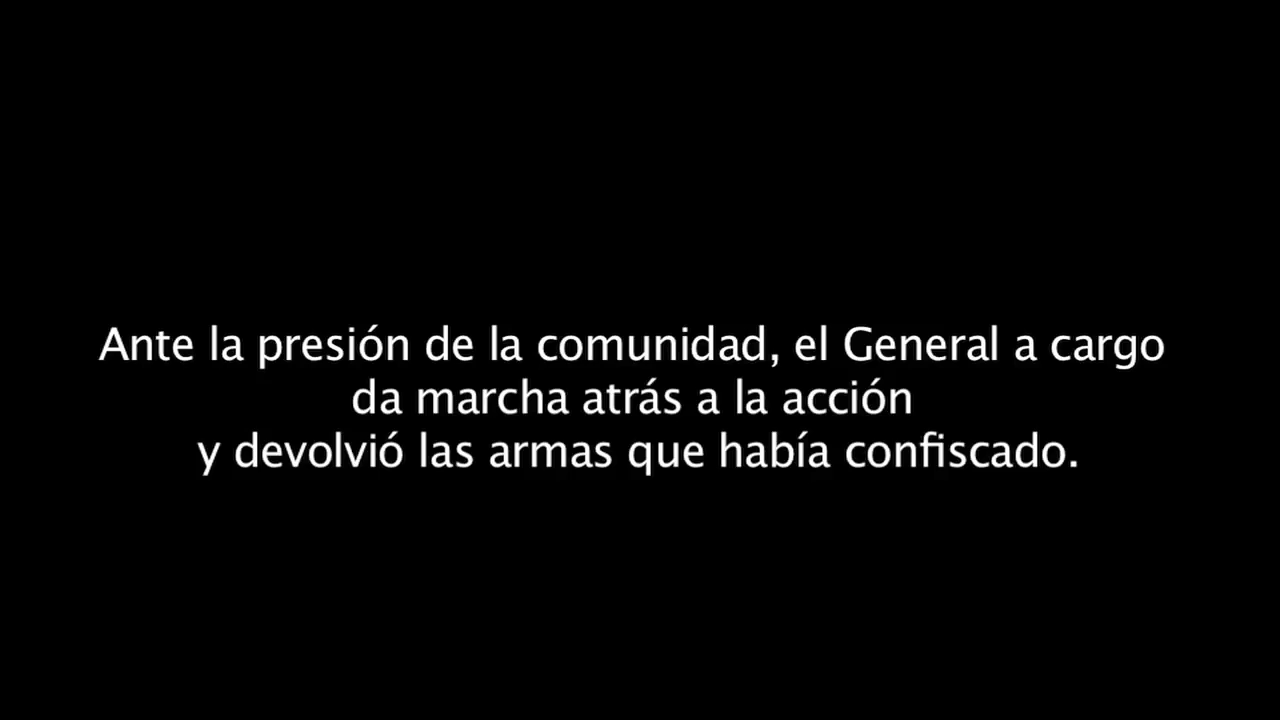 Ante la presión de la comunidad, el General a cargo
da marcha atrás a la acción
y devolvió las armas que había confiscado.